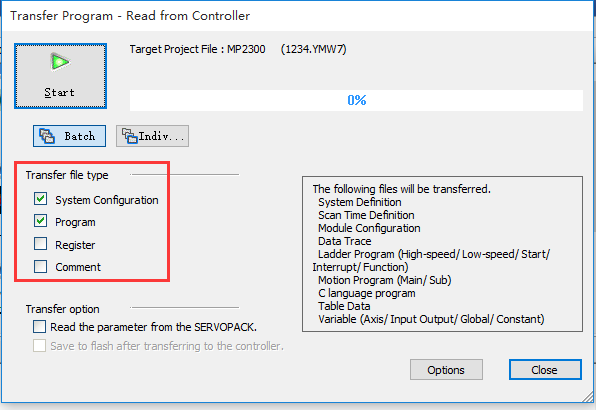 Transfer Program - Read from Controller
Target Project File : MP2300 (1234.YMW7)
Start
0%
Batch
Indiv...
Transfer file type
System Configuration
Program
Register
Comment
The following files will be transferred.
System Definition
Scan Time Definition
Module Configuration
Data Trace
Ladder Program (High-speed/ Low-speed/ Start/
Interrupt/ Function)
Motion Program (Main/ Sub)
C language program
Table Data
Variable (Axis/ Input Output/ Global/ Constant)
Transfer option
Read the parameter from the SERVOPACK.
Save to flash after transferring to the controller.
Options
Close